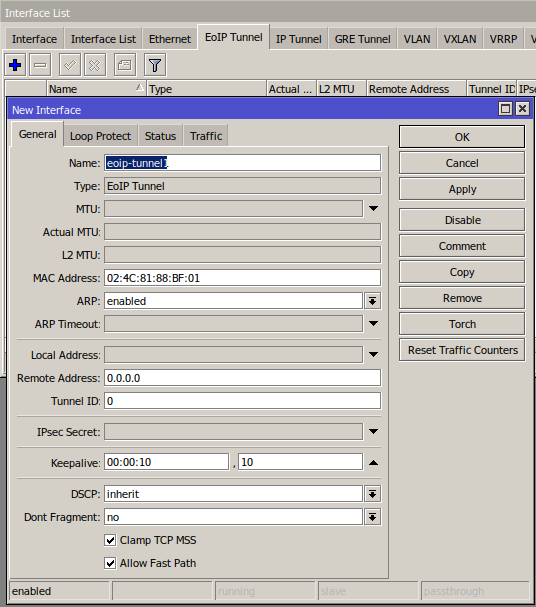 Interface List
Interface Interface List Ethernet EoIP Tunnel IP Tunnel GRE Tunnel VLAN VXLAN VRRP
Name Type Actual ... L2 MTU Remote Address Tunnel ID IPse
New Interface
General Loop Protect Status Traffic
OK
Name: eoip-tunnel1
Cancel
Type: EoIP Tunnel
Apply
MTU:
Disable
Actual MTU:
Comment
L2 MTU:
MAC Address: 02:4C:81:88:BF:01
Copy
ARP: enabled
Remove
ARP Timeout:
Torch
Local Address:
Reset Traffic Counters
Remote Address: 0.0.0.0
Tunnel ID: 0
IPsec Secret:
Keepalive: 00:00:10 , 10
DSCP: inherit
Dont Fragment: no
Clamp TCP MSS
Allow Fast Path
enabled running slave passthrough